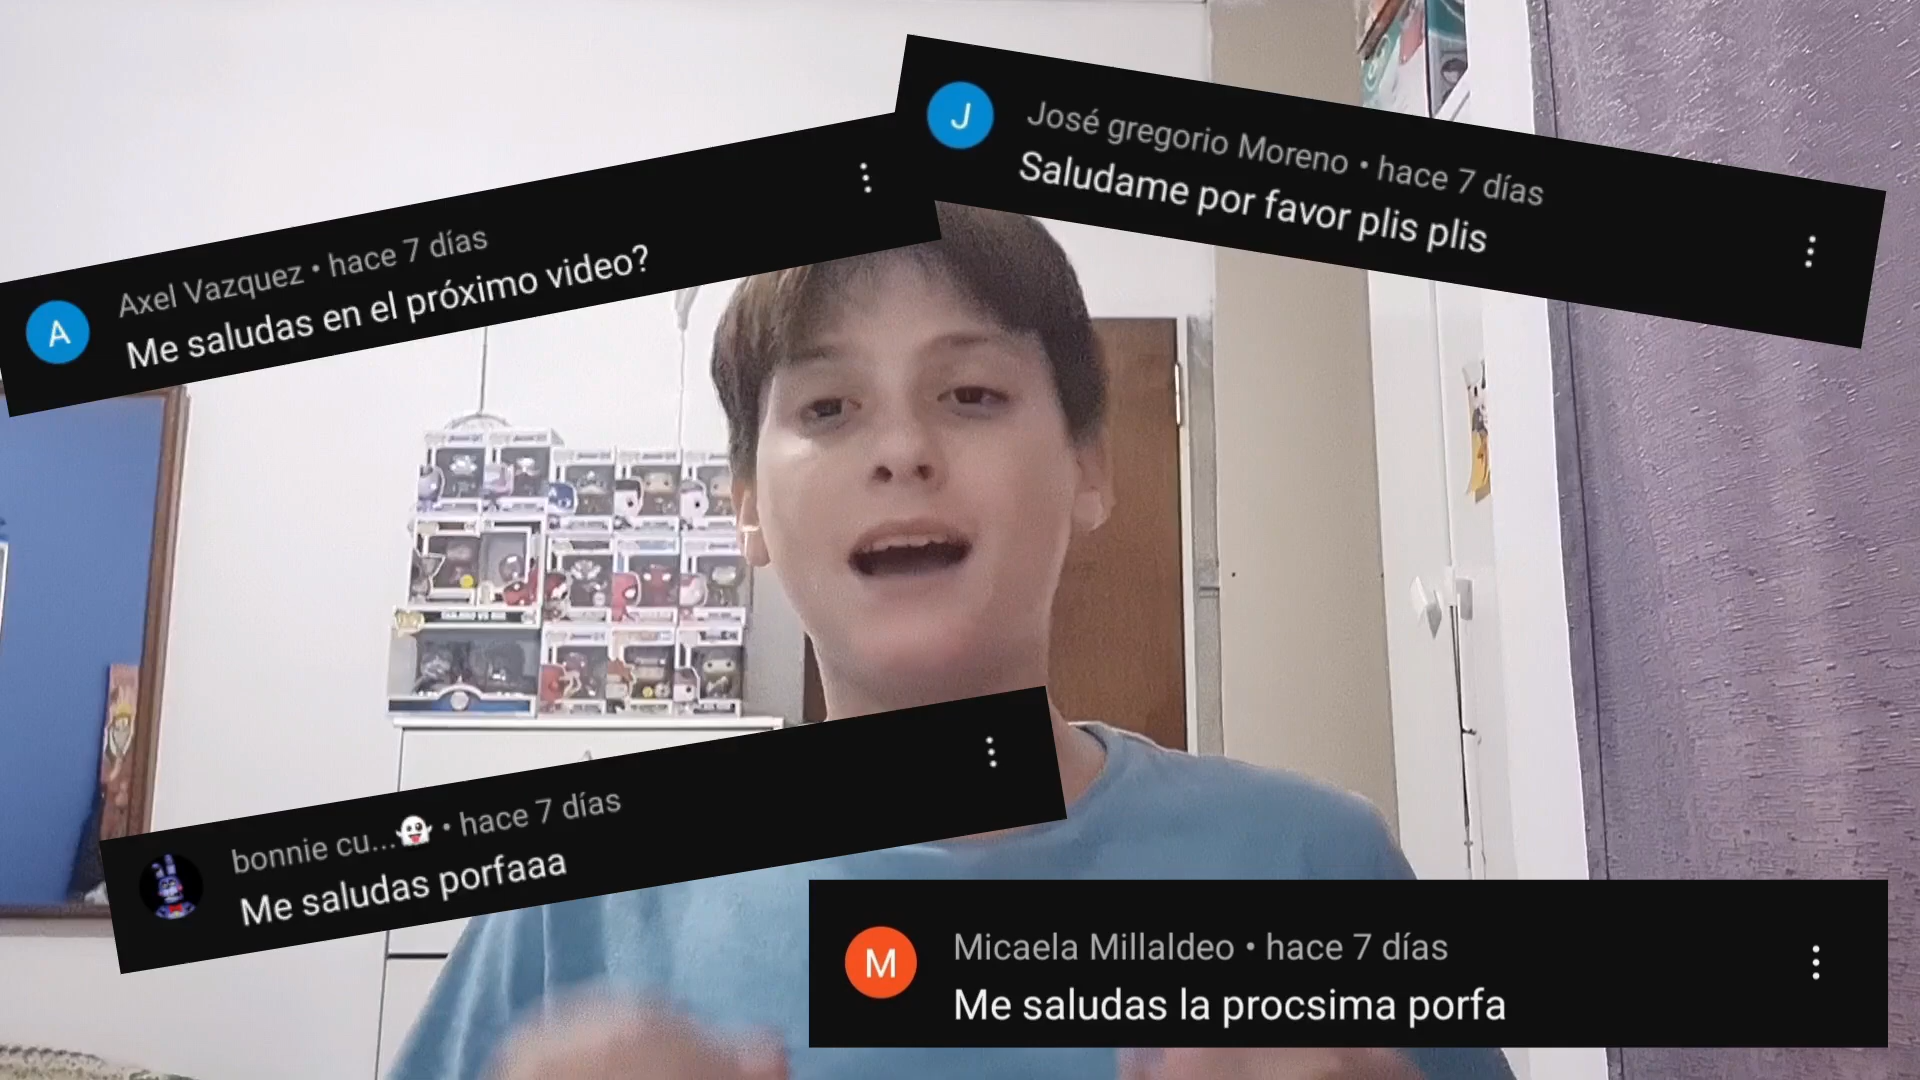 J
José gregorio Moreno • hace 7 días
Saludame por favor plis plis
A
Axel Vazquez • hace 7 días
Me saludas en el próximo video?
bonnie cu...👻 • hace 7 días
Me saludas porfaaa
M
Micaela Millaldeo • hace 7 días
Me saludas la procsima porfa